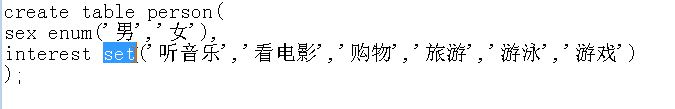 create table person(
sex enum('男','女'),
interest set('听音乐','看电影','购物','旅游','游泳','游戏')
);